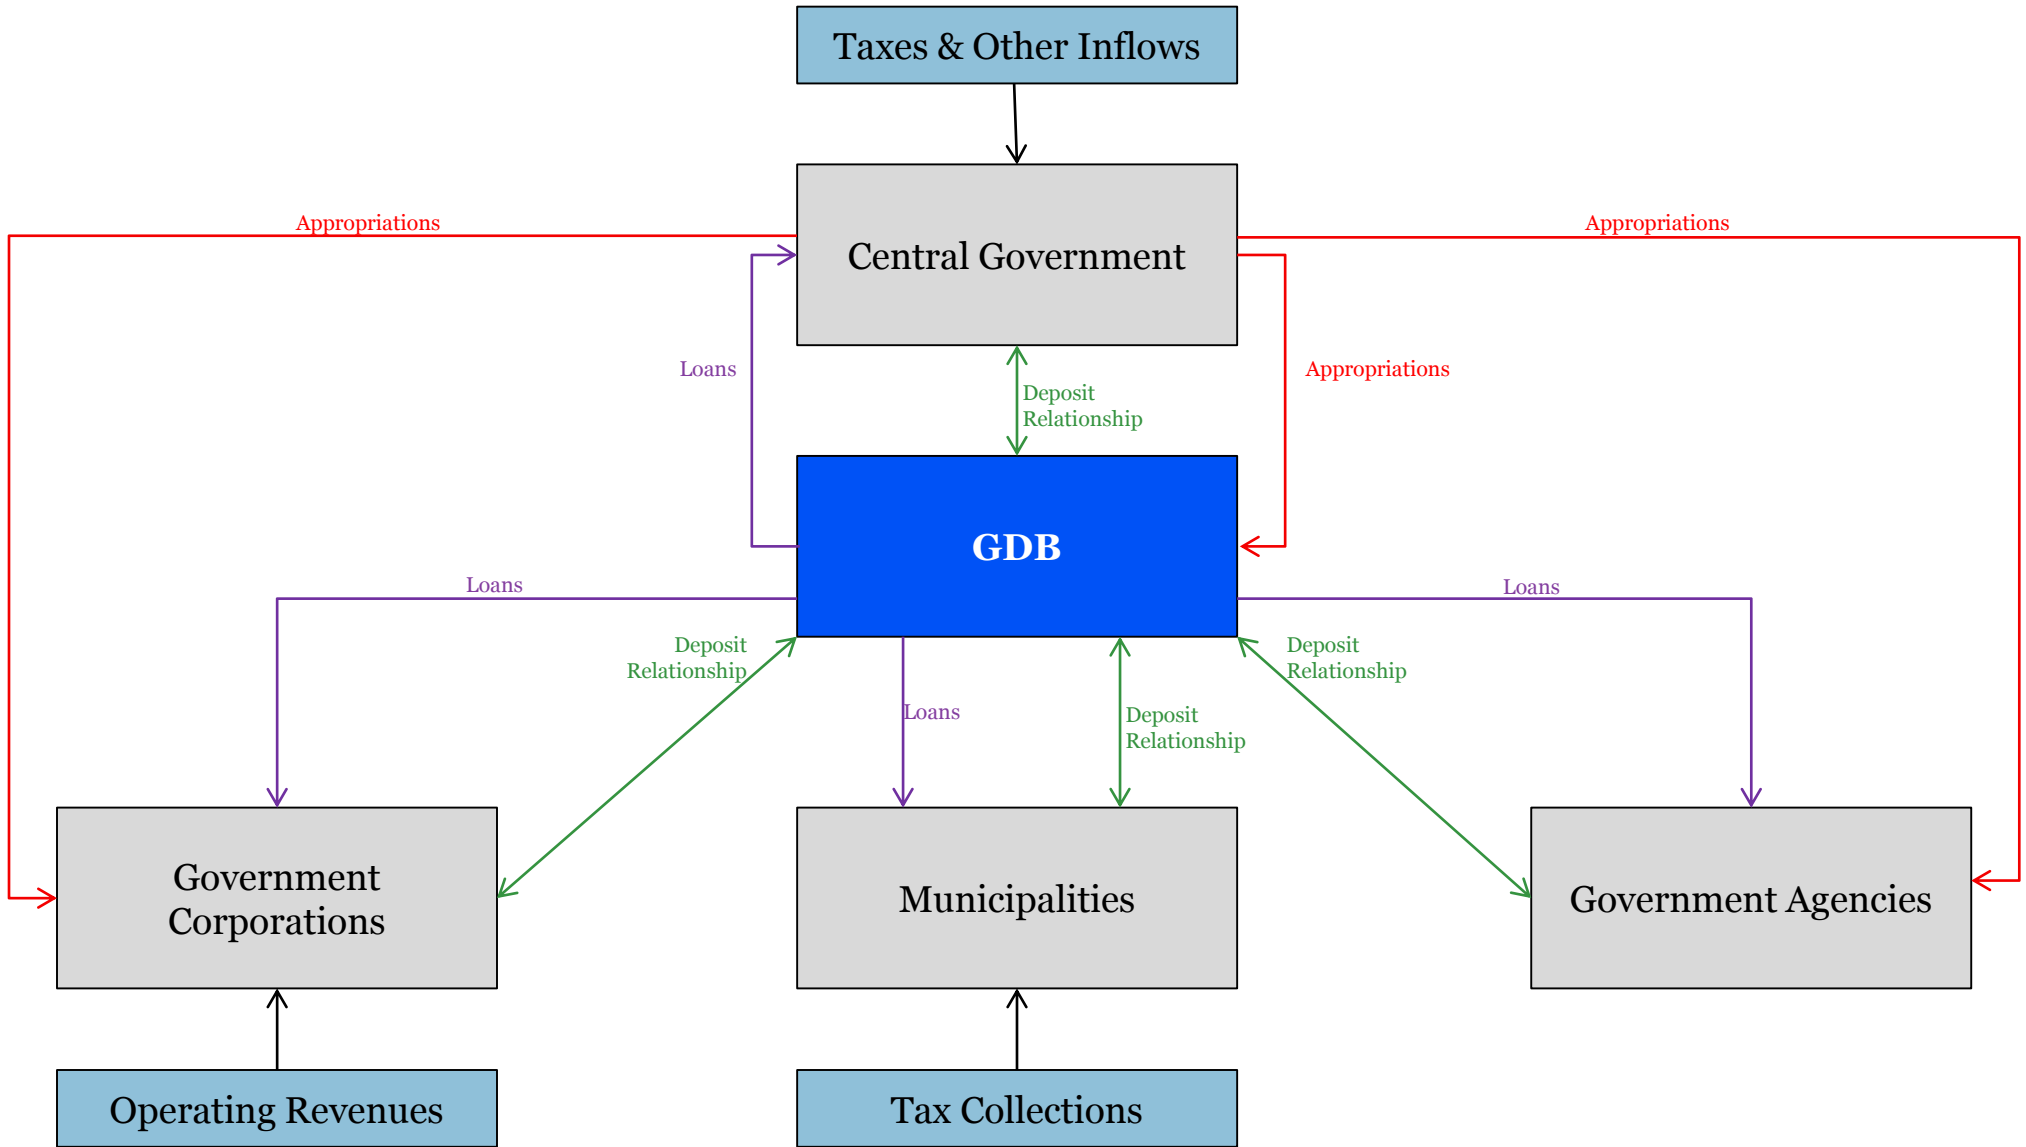 Taxes & Other Inflows
Appropriations
Appropriations
Central Government
Loans
Appropriations
Deposit
Relationship
GDB
Loans
Loans
Deposit
Relationship
Deposit
Relationship
Loans
Deposit
Relationship
Government
Corporations
Municipalities
Government Agencies
Operating Revenues
Tax Collections